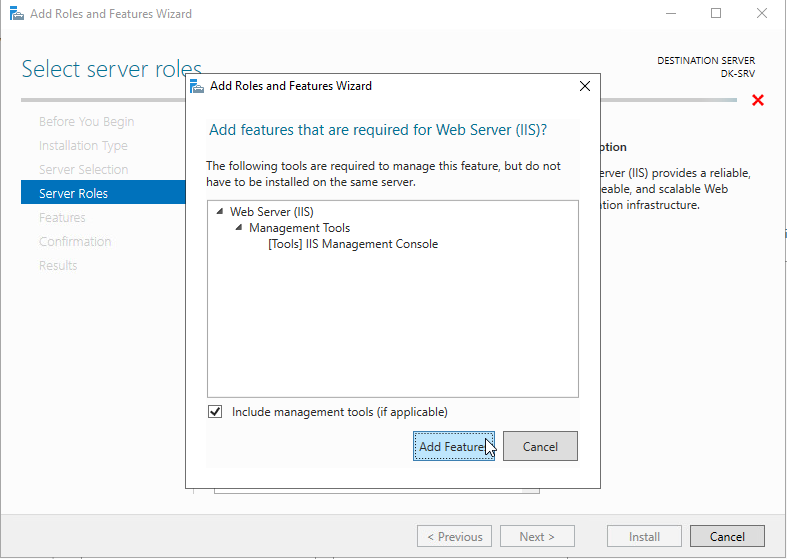 Add Roles and Features Wizard
Select server roles
DESTINATION SERVER
DK-SRV
Before You Begin
Installation Type
Server Selection
Server Roles
Features
Confirmation
Results
Add Roles and Features Wizard
Add features that are required for Web Server (IIS)?
The following tools are required to manage this feature, but do not
have to be installed on the same server.
Web Server (IIS)
Management Tools
[Tools] IIS Management Console
Include management tools (if applicable)
Add Feature
Cancel
ption
erver (IIS) provides a reliable,
eable, and scalable Web
ation infrastructure.
< Previous
Next >
Install
Cancel